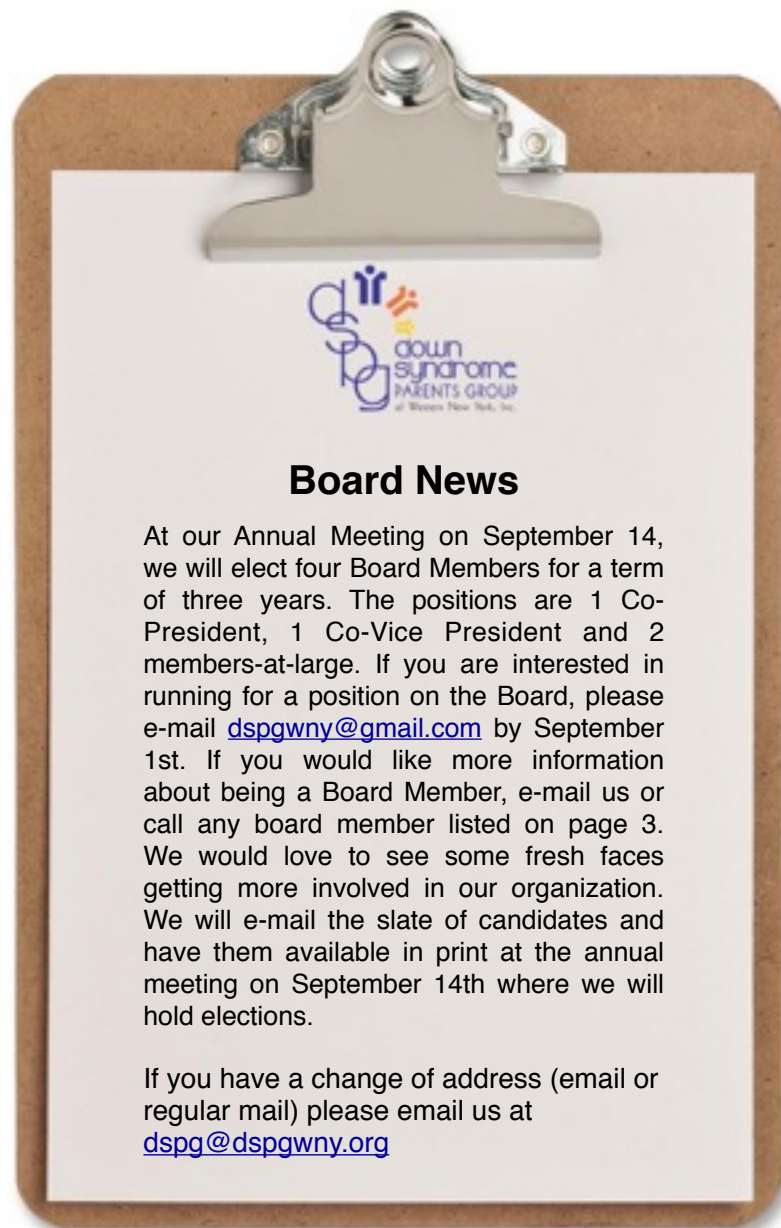 dspg
down
syndrome
PARENTS GROUP
of Western New York, Inc.
Board News
At our Annual Meeting on September 14,
we will elect four Board Members for a term
of three years. The positions are 1 Co-
President, 1 Co-Vice President and 2
members-at-large. If you are interested in
running for a position on the Board, please
e-mail dspgwny@gmail.com by September
1st. If you would like more information
about being a Board Member, e-mail us or
call any board member listed on page 3.
We would love to see some fresh faces
getting more involved in our organization.
We will e-mail the slate of candidates and
have them available in print at the annual
meeting on September 14th where we will
hold elections.
If you have a change of address (email or
regular mail) please email us at
dspg@dspgwny.org